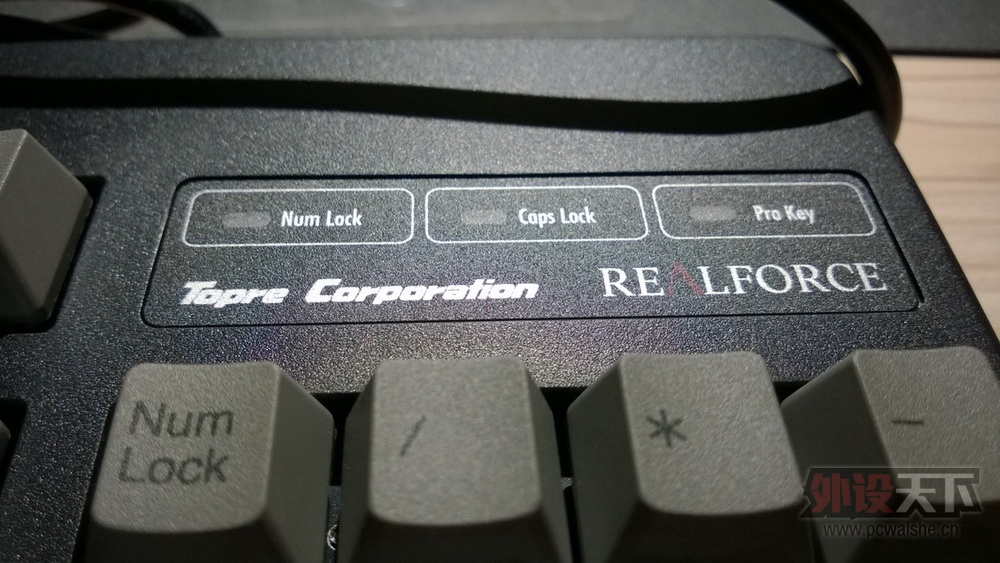 Num Lock
Caps Lock
Pro Key
Topre Corporation
REALFORCE
Num
Lock
/
*
-
外设天下
www.pcwaishe.cn